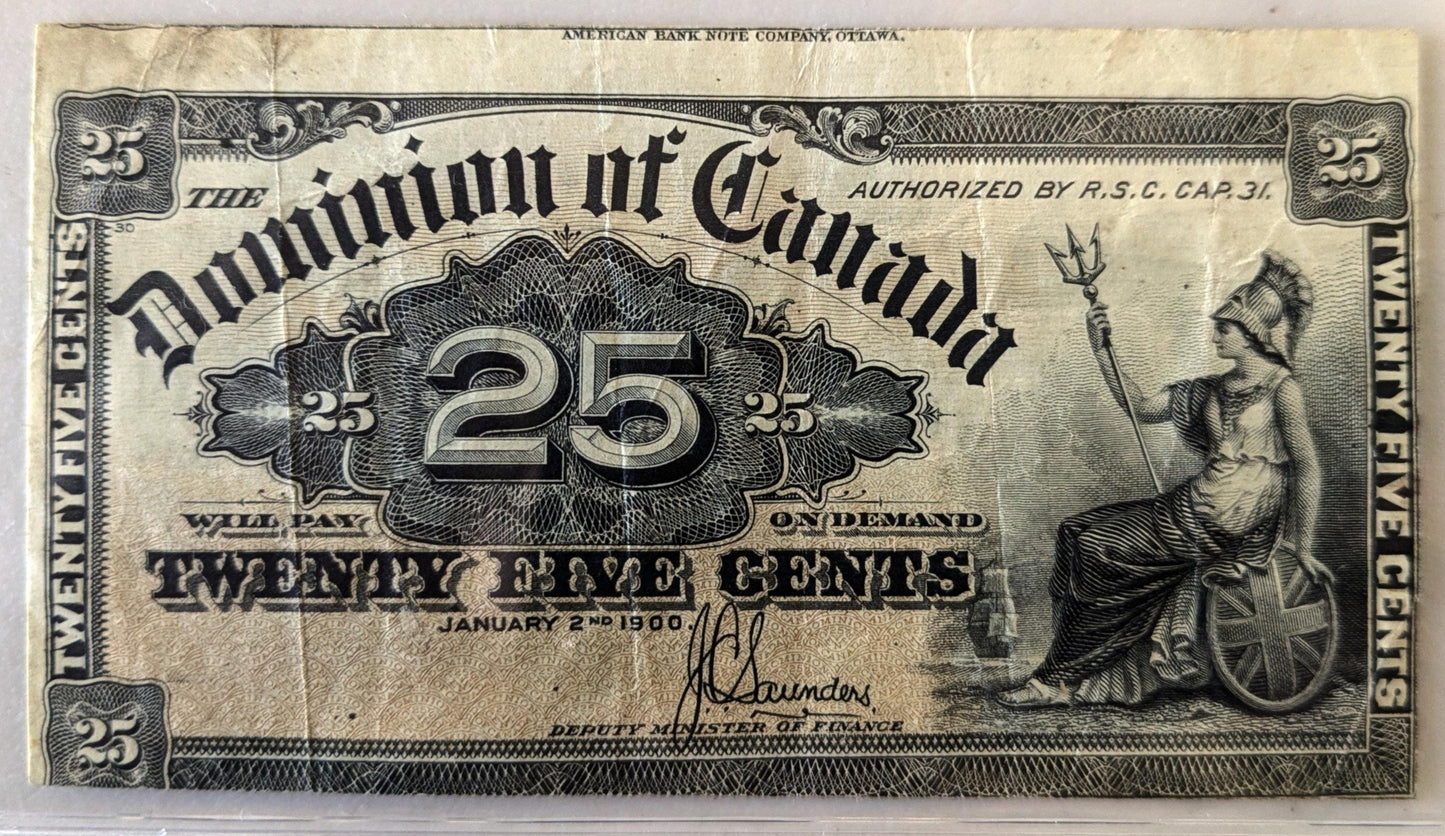 AMERICAN BANK NOTE COMPANY, OTTAWA.
25
25
THE
Dominion of Canada
AUTHORIZED BY R.S.C. CAP. 31.
30
TWENTY FIVE CENTS
TWENTY FIVE CENTS
25
25
25
WILL PAY
ON DEMAND
TWENTY FIVE CENTS
JANUARY 2ND 1900.
J C Saunders
DEPUTY MINISTER OF FINANCE
25